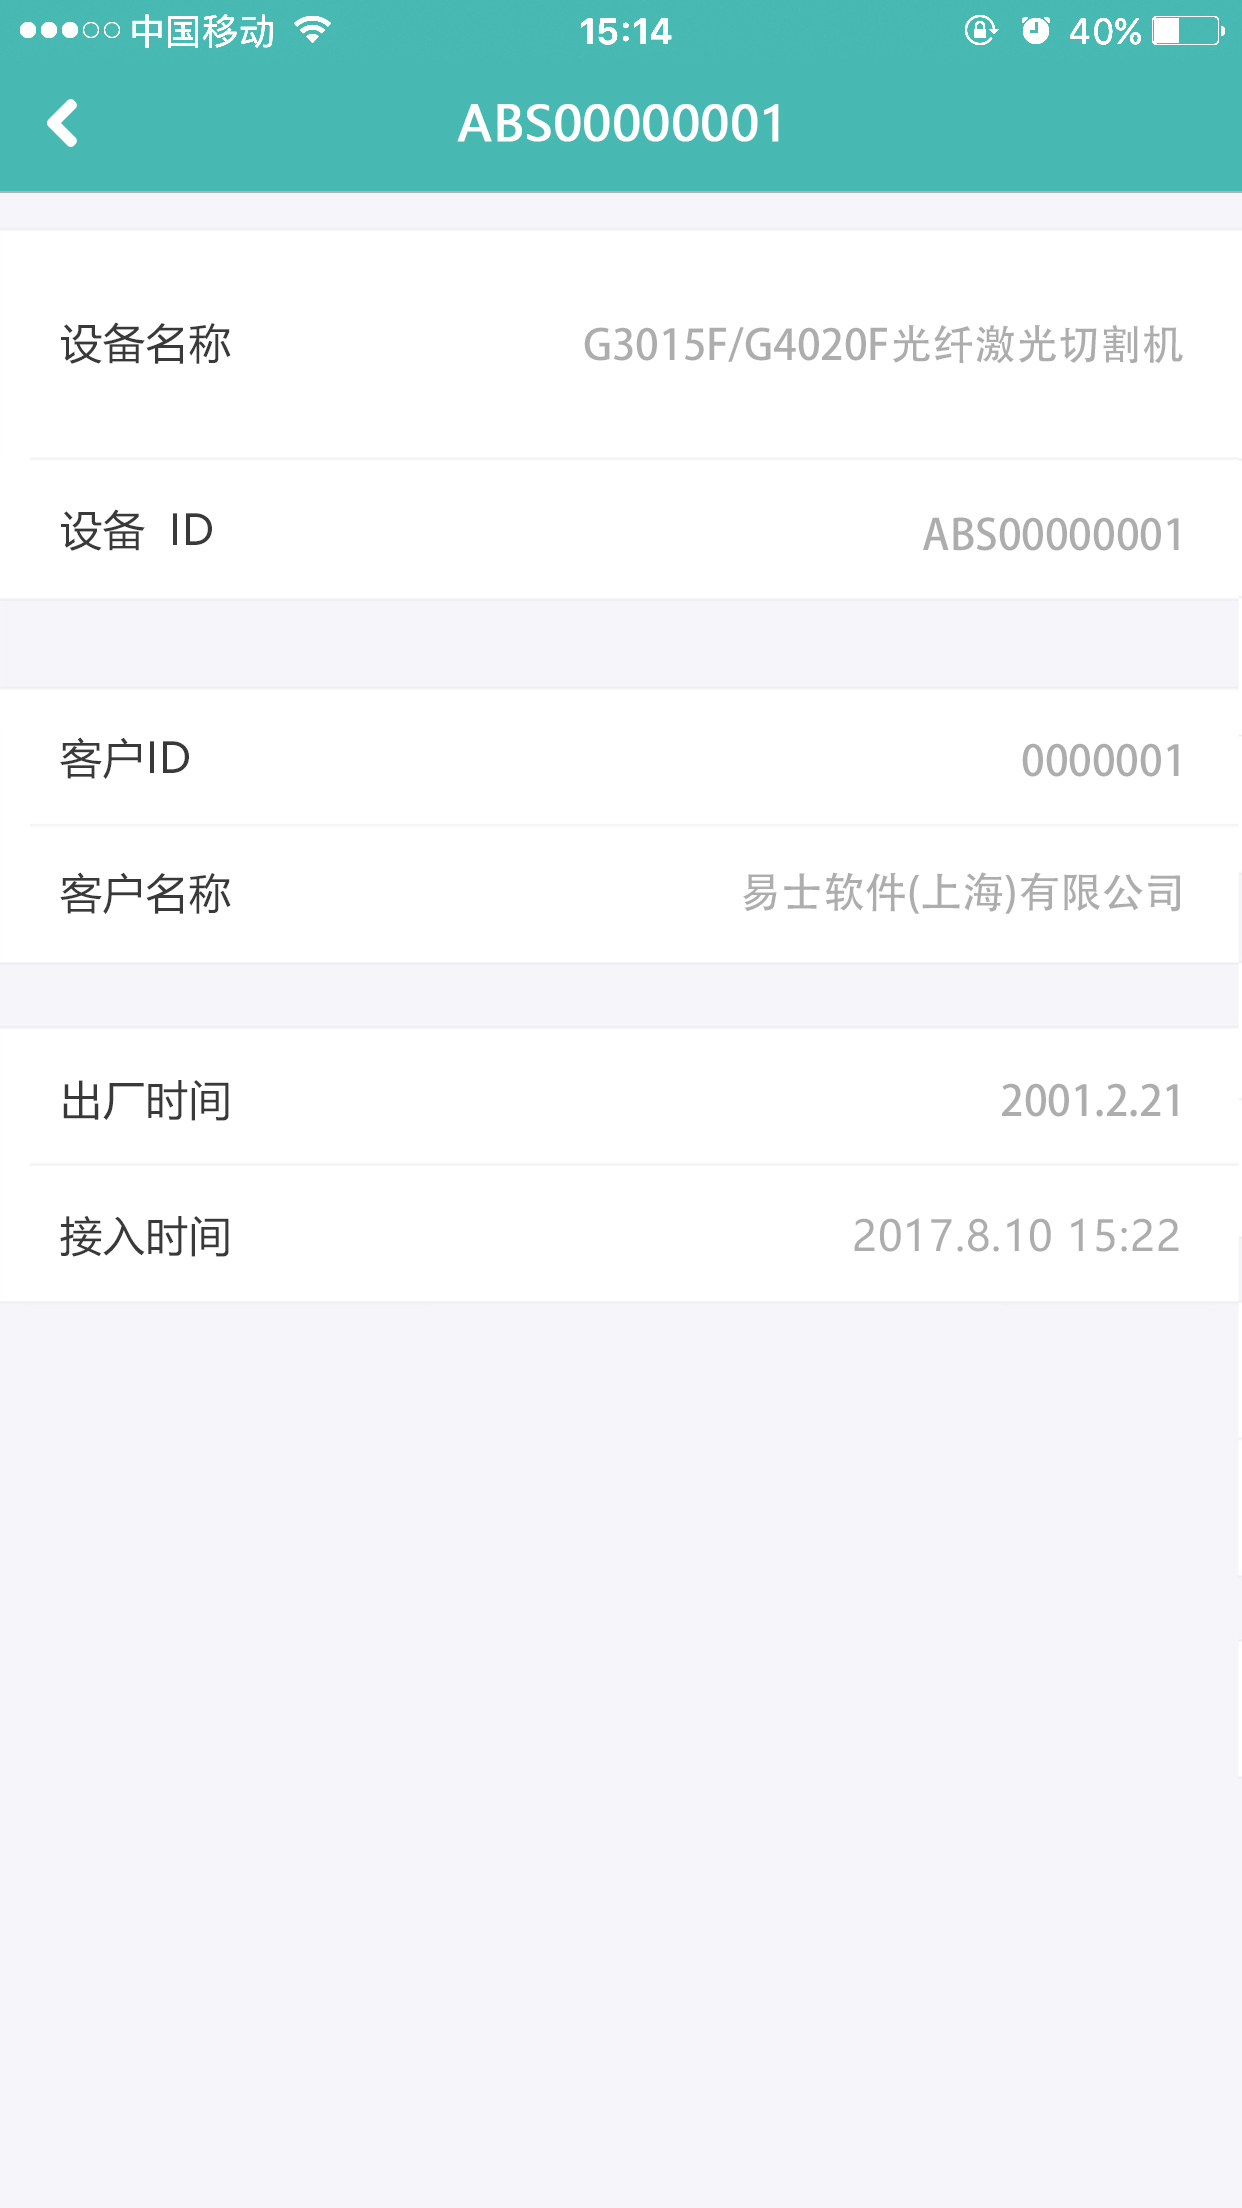 中国移动 15:14 40%
ABS00000001
设备名称 G3015F/G4020F光纤激光切割机
设备 ID ABS00000001
客户ID 0000001
客户名称 易士软件(上海)有限公司
出厂时间 2001.2.21
接入时间 2017.8.10 15:22